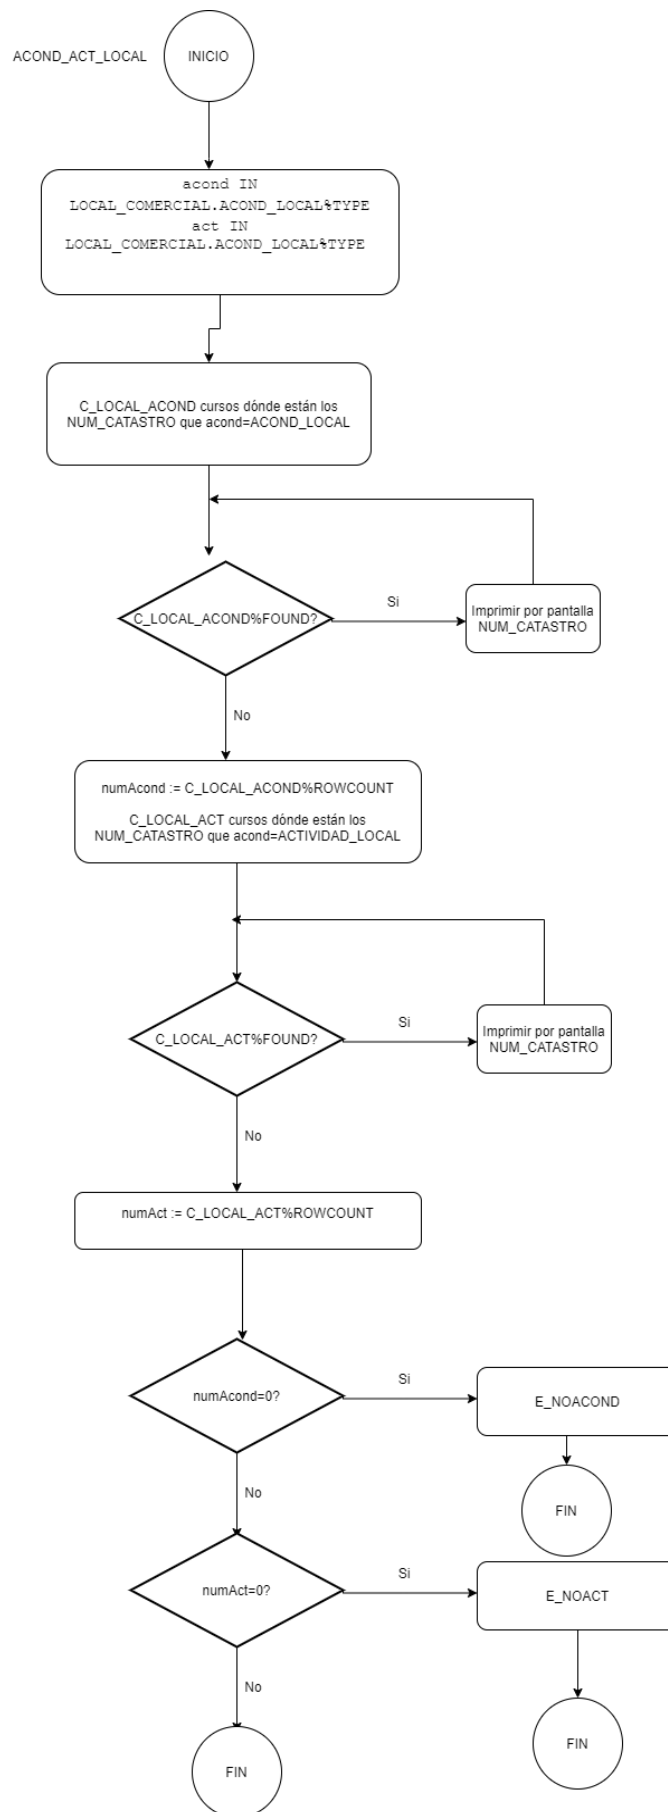 ACOND_ACT_LOCAL
INICIO
acond IN
LOCAL_COMERCIAL.ACOND_LOCAL%TYPE
act IN
LOCAL_COMERCIAL.ACOND_LOCAL%TYPE
C_LOCAL_ACOND cursos dónde están los
NUM_CATASTRO que acond=ACOND_LOCAL
C_LOCAL_ACOND%FOUND?
Si
Imprimir por pantalla
NUM_CATASTRO
No
numAcond := C_LOCAL_ACOND%ROWCOUNT
C_LOCAL_ACT cursos dónde están los
NUM_CATASTRO que acond=ACTIVIDAD_LOCAL
C_LOCAL_ACT%FOUND?
Si
Imprimir por pantalla
NUM_CATASTRO
No
numAct := C_LOCAL_ACT%ROWCOUNT
numAcond=0?
Si
E_NOACOND
FIN
No
numAct=0?
Si
E_NOACT
FIN
No
FIN